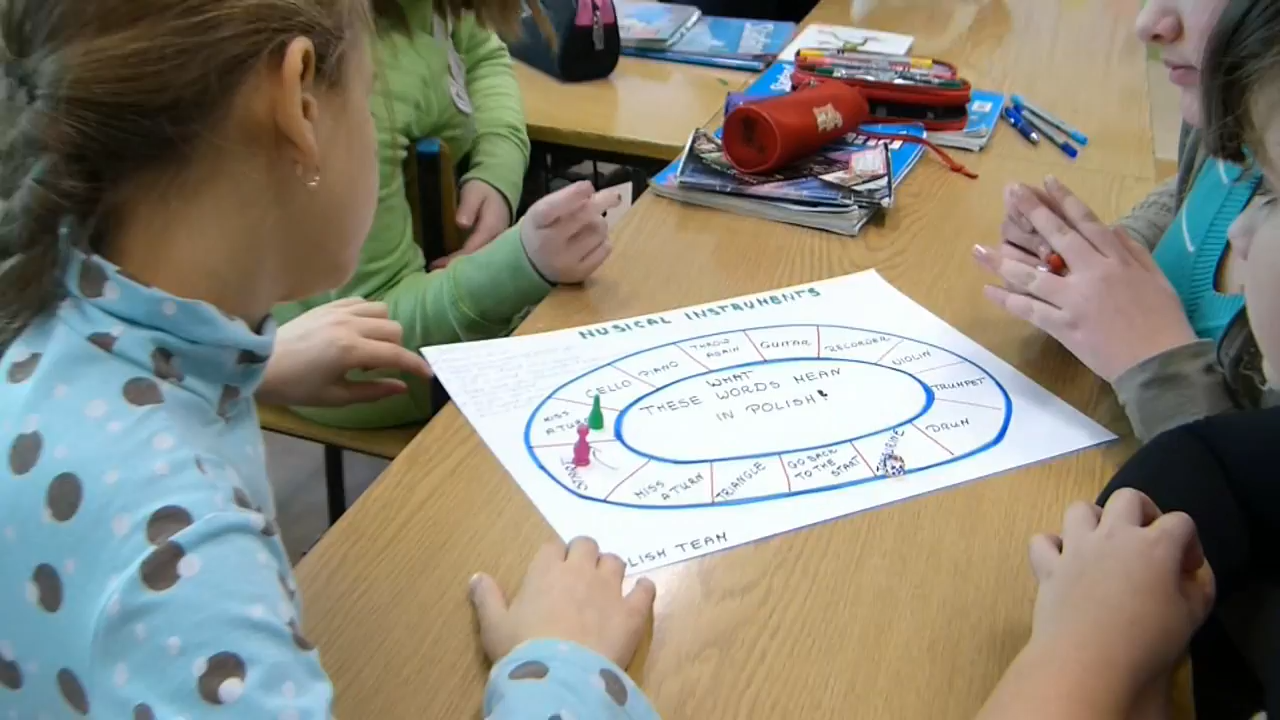 MUSICAL INSTRUMENTS
WHAT
THESE WORDS MEAN
IN POLISH?
START
MISS
A TURN
CELLO
PIANO
THROW
AGAIN
GUITAR
RECORDER
VIOLIN
TRUMPET
DRUM
GO BACK
TO THE
START
TRIANGLE
MISS
A TURN
LISH TEAM